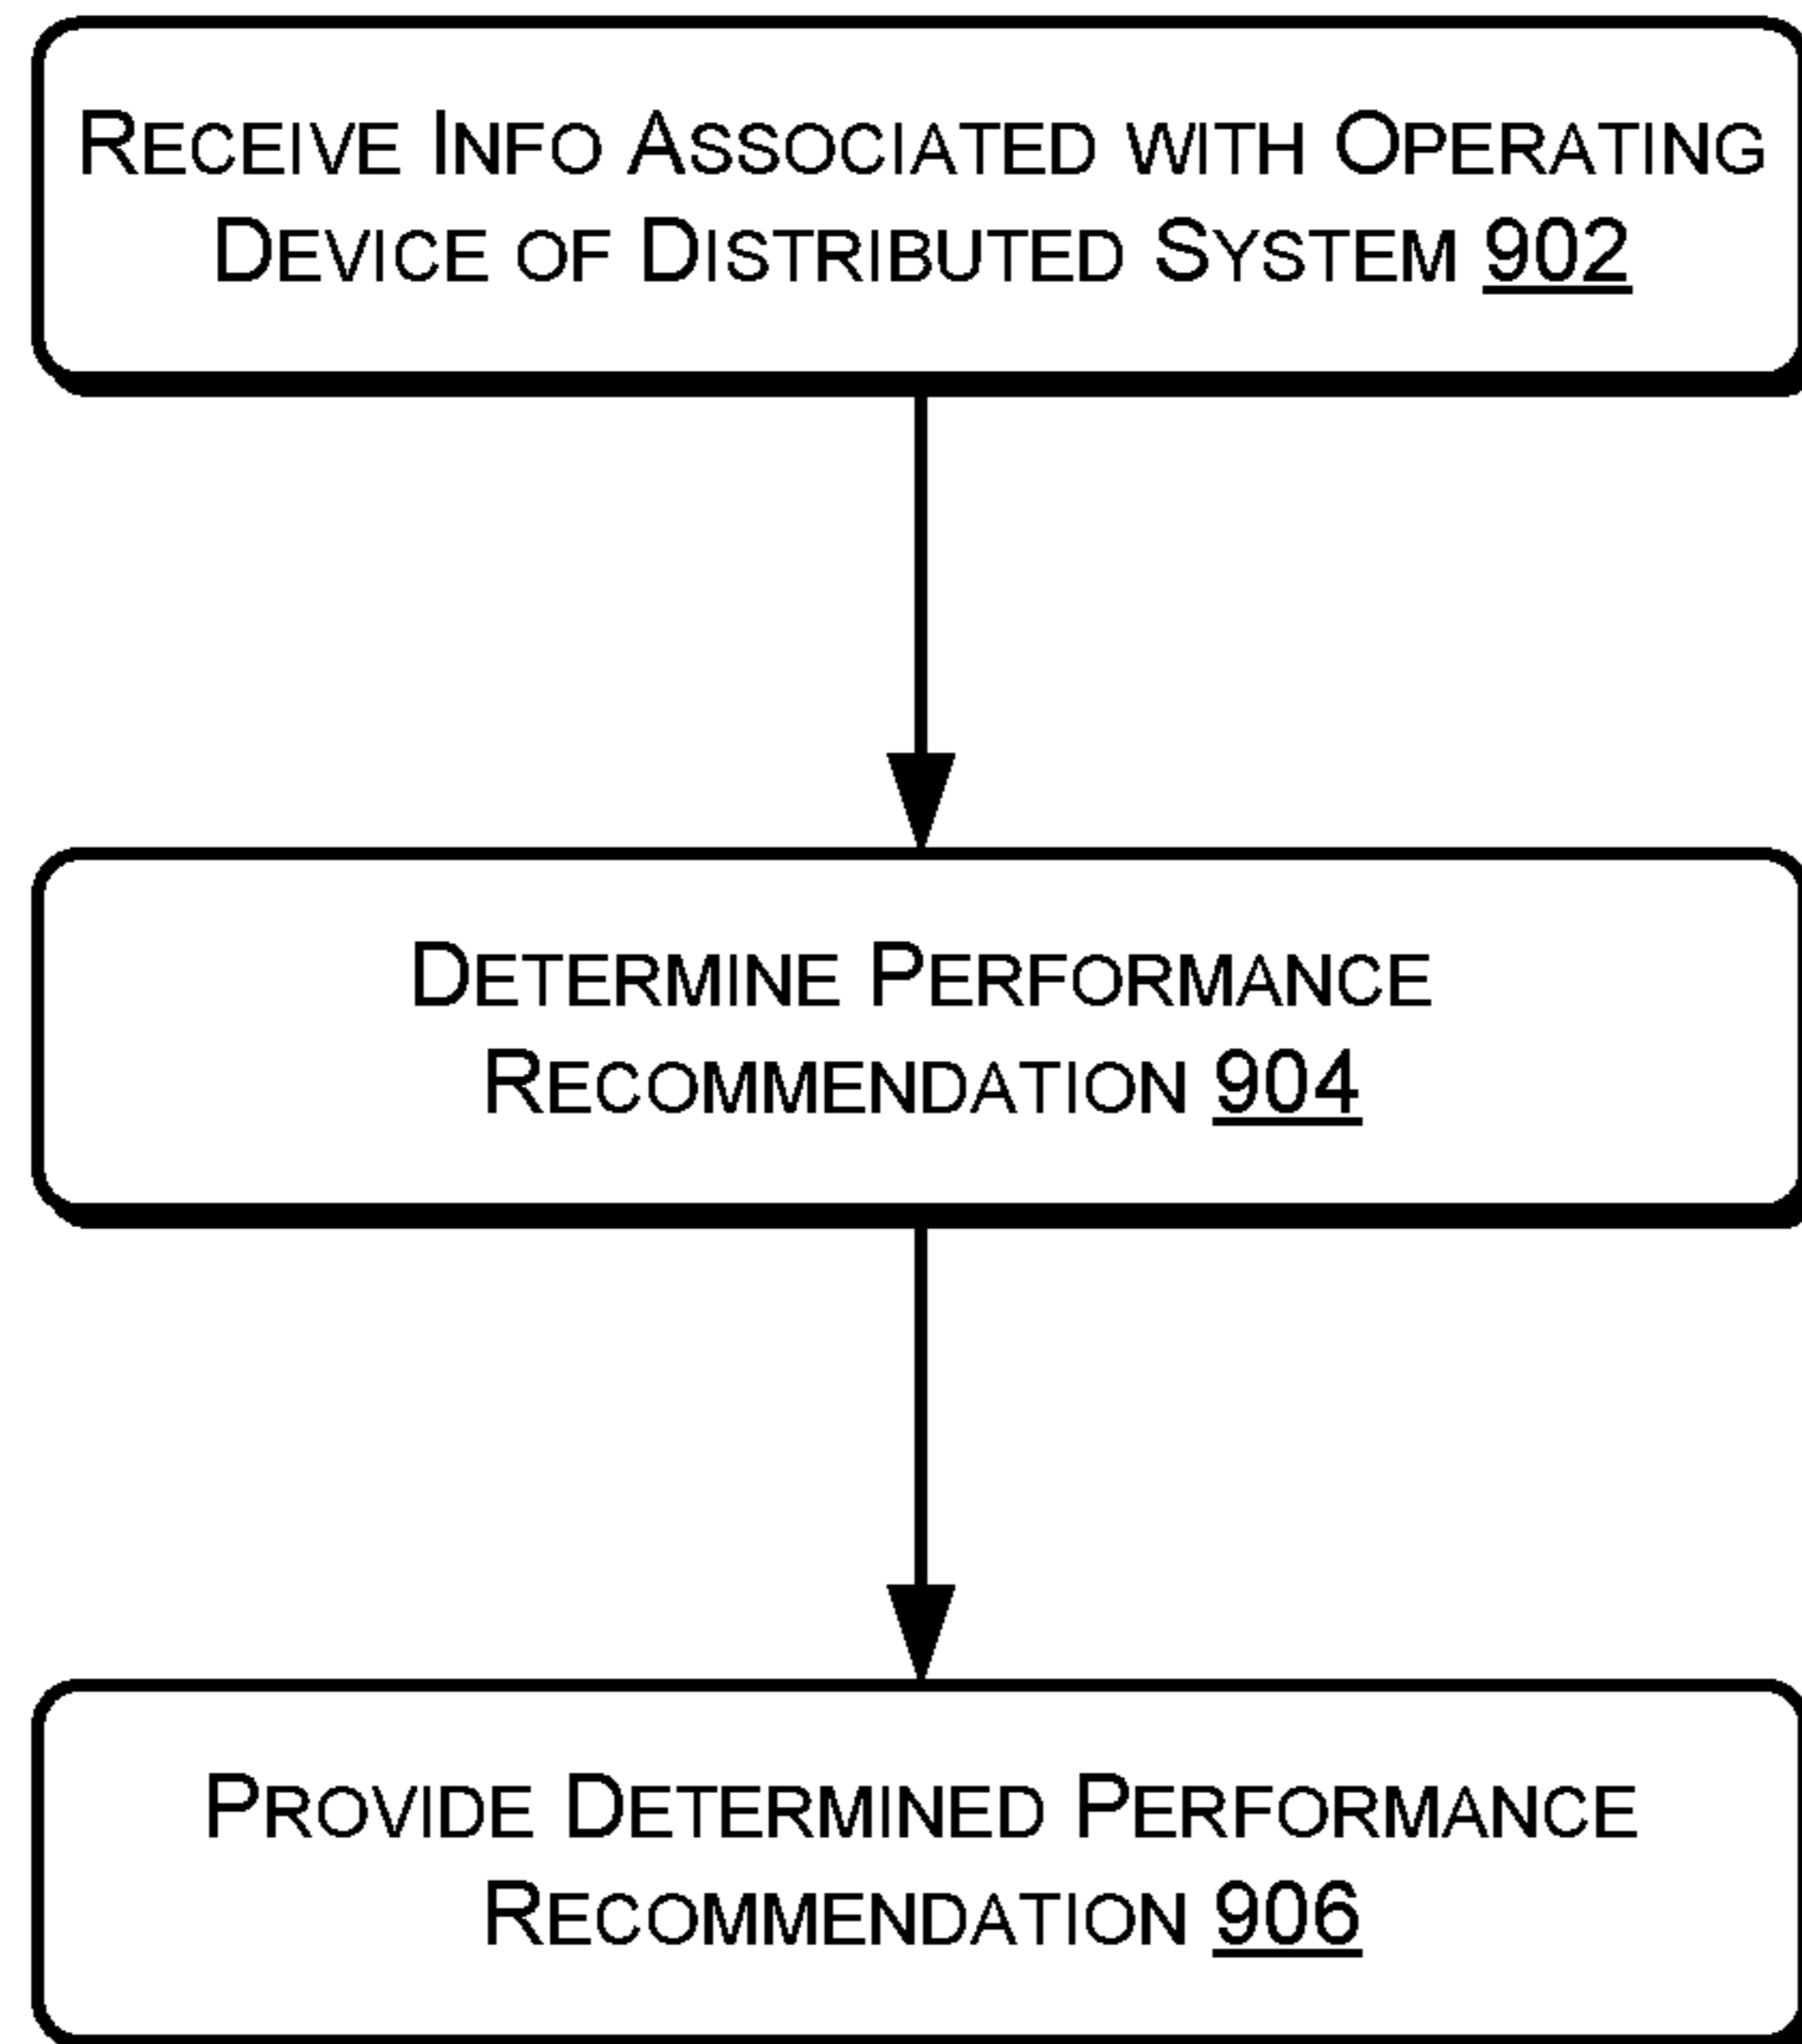 Receive Info Associated with Operating
Device of Distributed System 902
Determine Performance
Recommendation 904
Provide Determined Performance
Recommendation 906